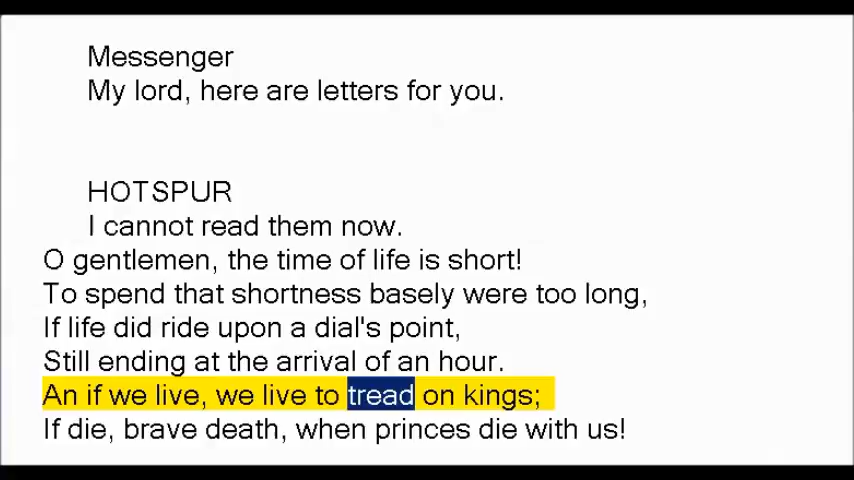 Messenger
My lord, here are letters for you.
HOTSPUR
I cannot read them now.
O gentlemen, the time of life is short!
To spend that shortness basely were too long,
If life did ride upon a dial's point,
Still ending at the arrival of an hour.
An if we live, we live to tread on kings;
If die, brave death, when princes die with us!